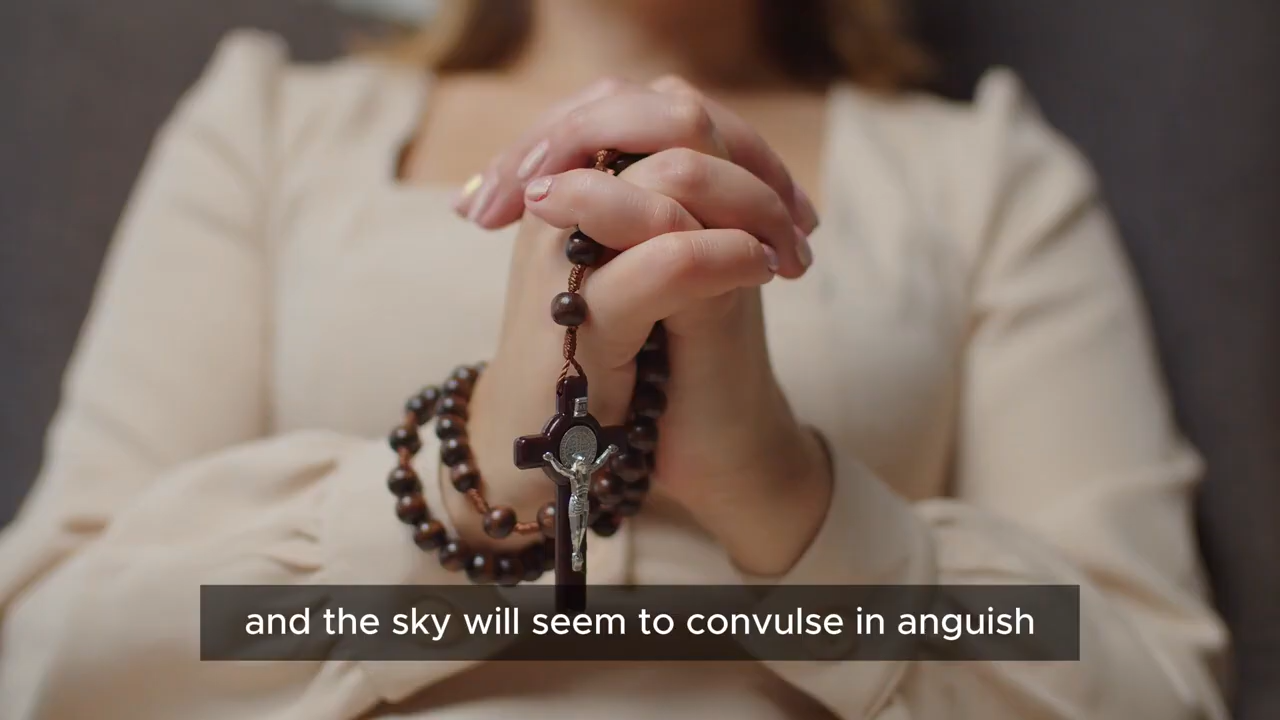 and the sky will seem to convulse in anguish